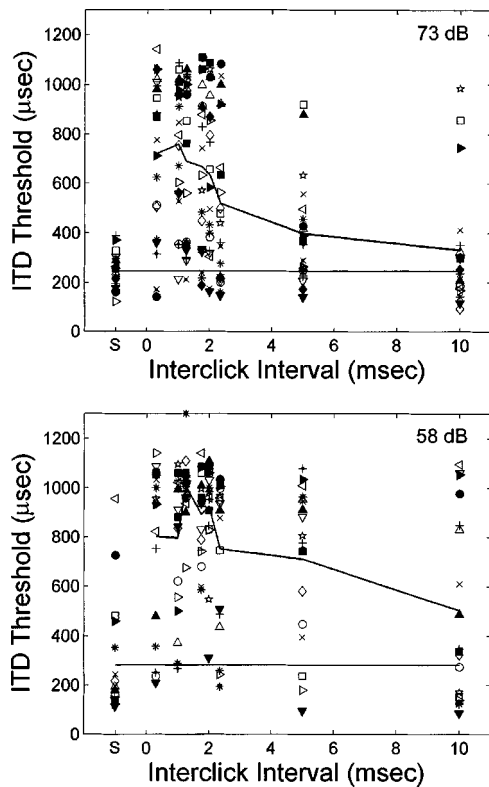 73 dB
ITD Threshold (μsec)
1200
1000
800
600
400
200
0
S 0 2 4 6 8 10
Interclick Interval (msec)
58 dB
ITD Threshold (μsec)
1200
1000
800
600
400
200
0
S 0 2 4 6 8 10
Interclick Interval (msec)